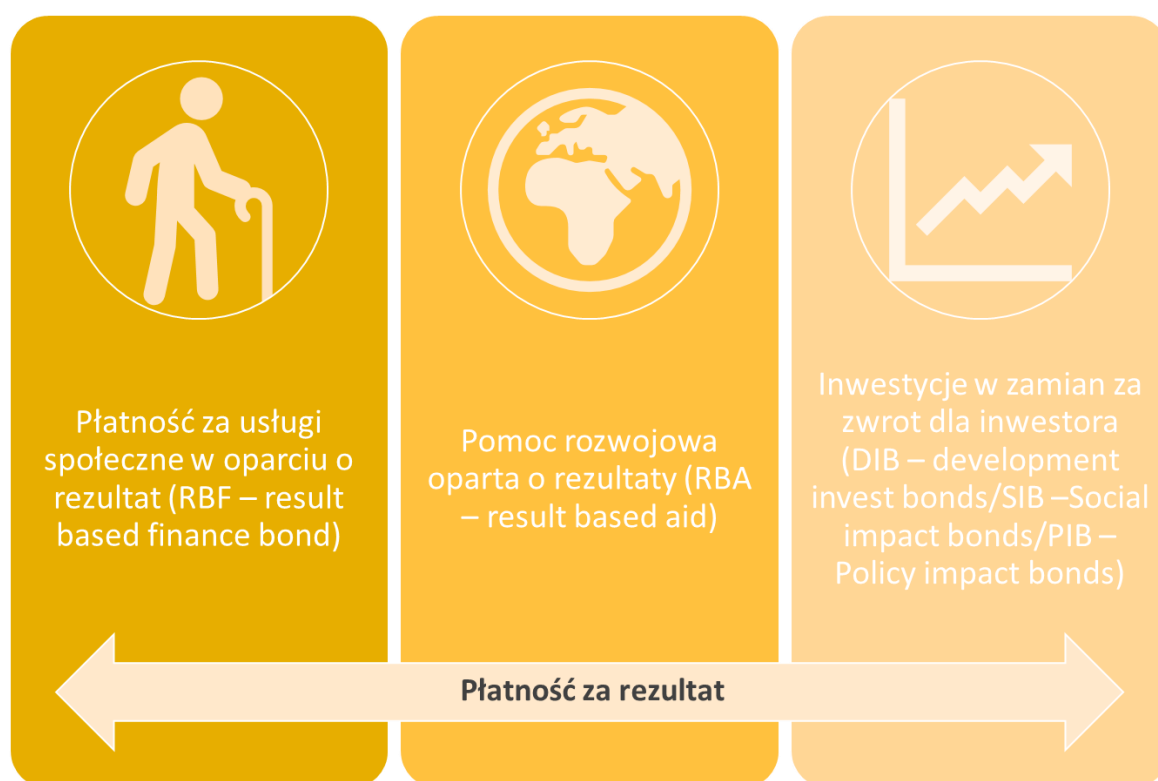 Płatność za usługi
społeczne w oparciu o
rezultat (RBF – result
based finance bond)
Pomoc rozwojowa
oparta o rezultaty (RBA
– result based aid)
Inwestycje w zamian za
zwrot dla inwestora
(DIB – development
invest bonds/SIB –Social
impact bonds/PIB –
Policy impact bonds)
Płatność za rezultat